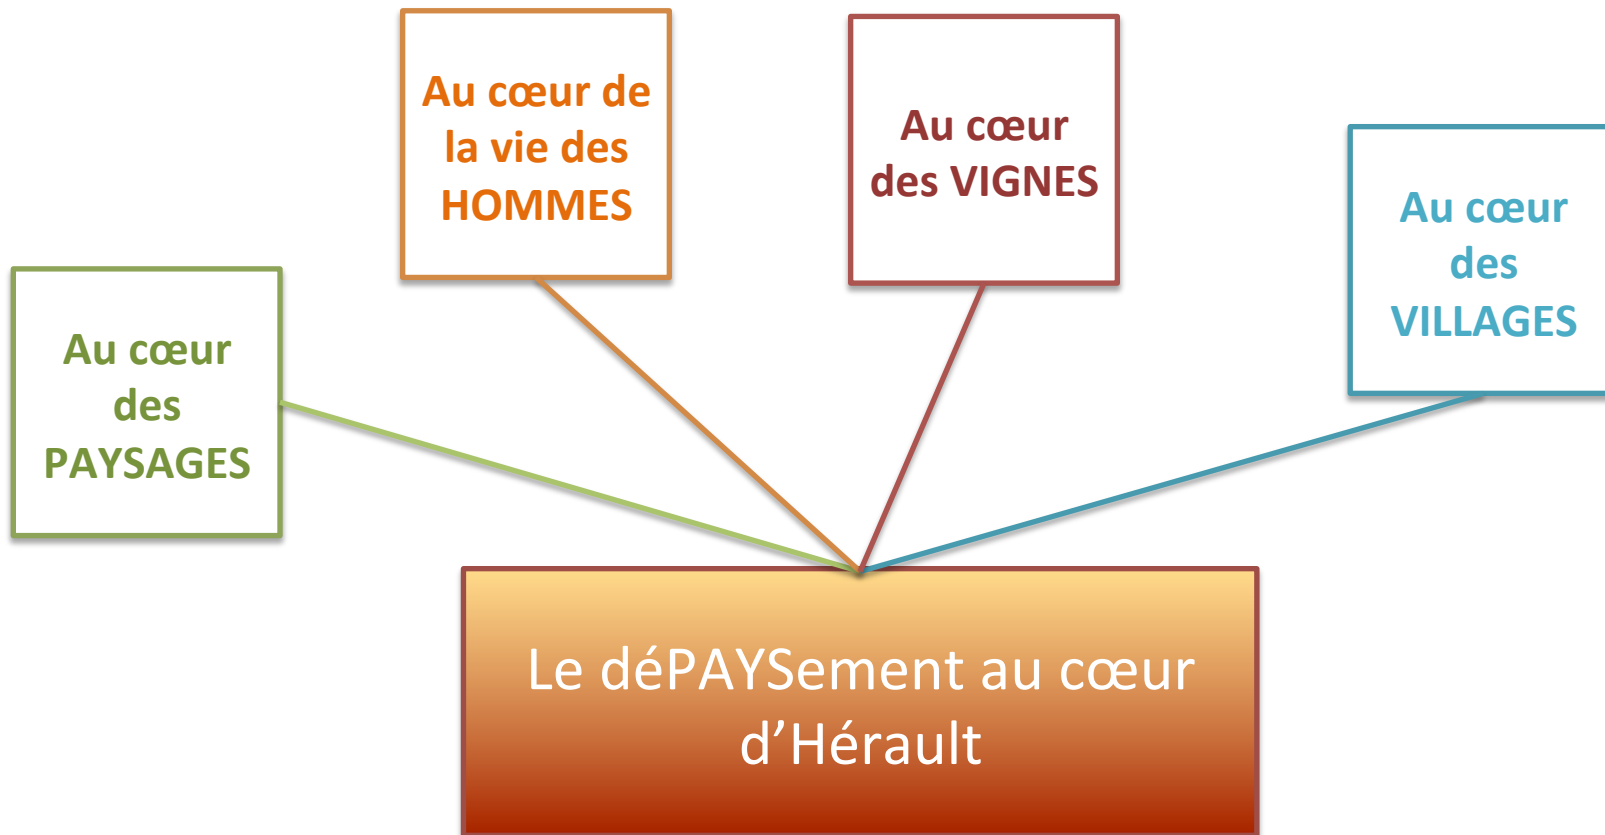 Au cœur de
la vie des
HOMMES
Au cœur
des VIGNES
Au cœur
des
VILLAGES
Au cœur
des
PAYSAGES
Le déPAYSement au cœur
d’Hérault